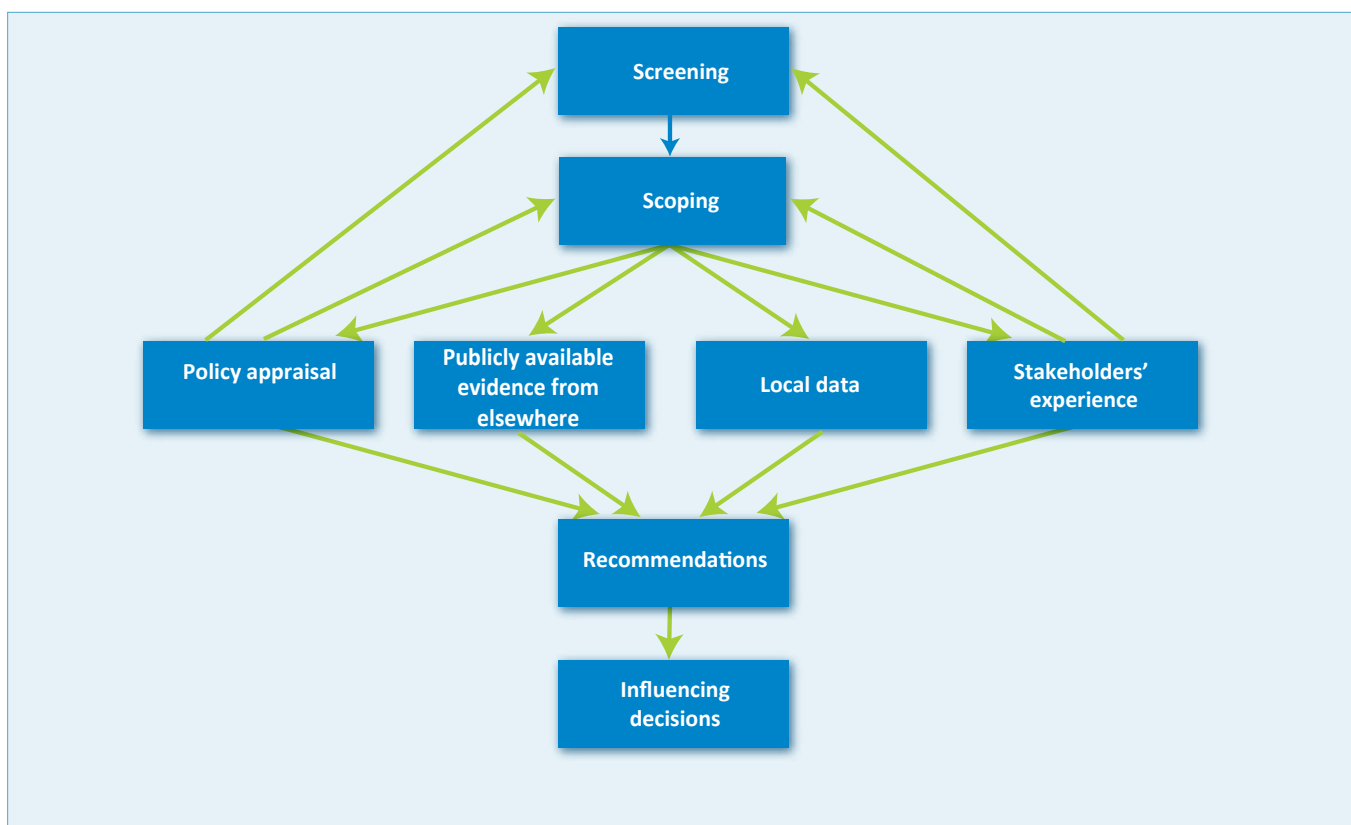 Screening
Scoping
Policy appraisal
Publicly available
evidence from
elsewhere
Local data
Stakeholders’
experience
Recommendations
Influencing
decisions